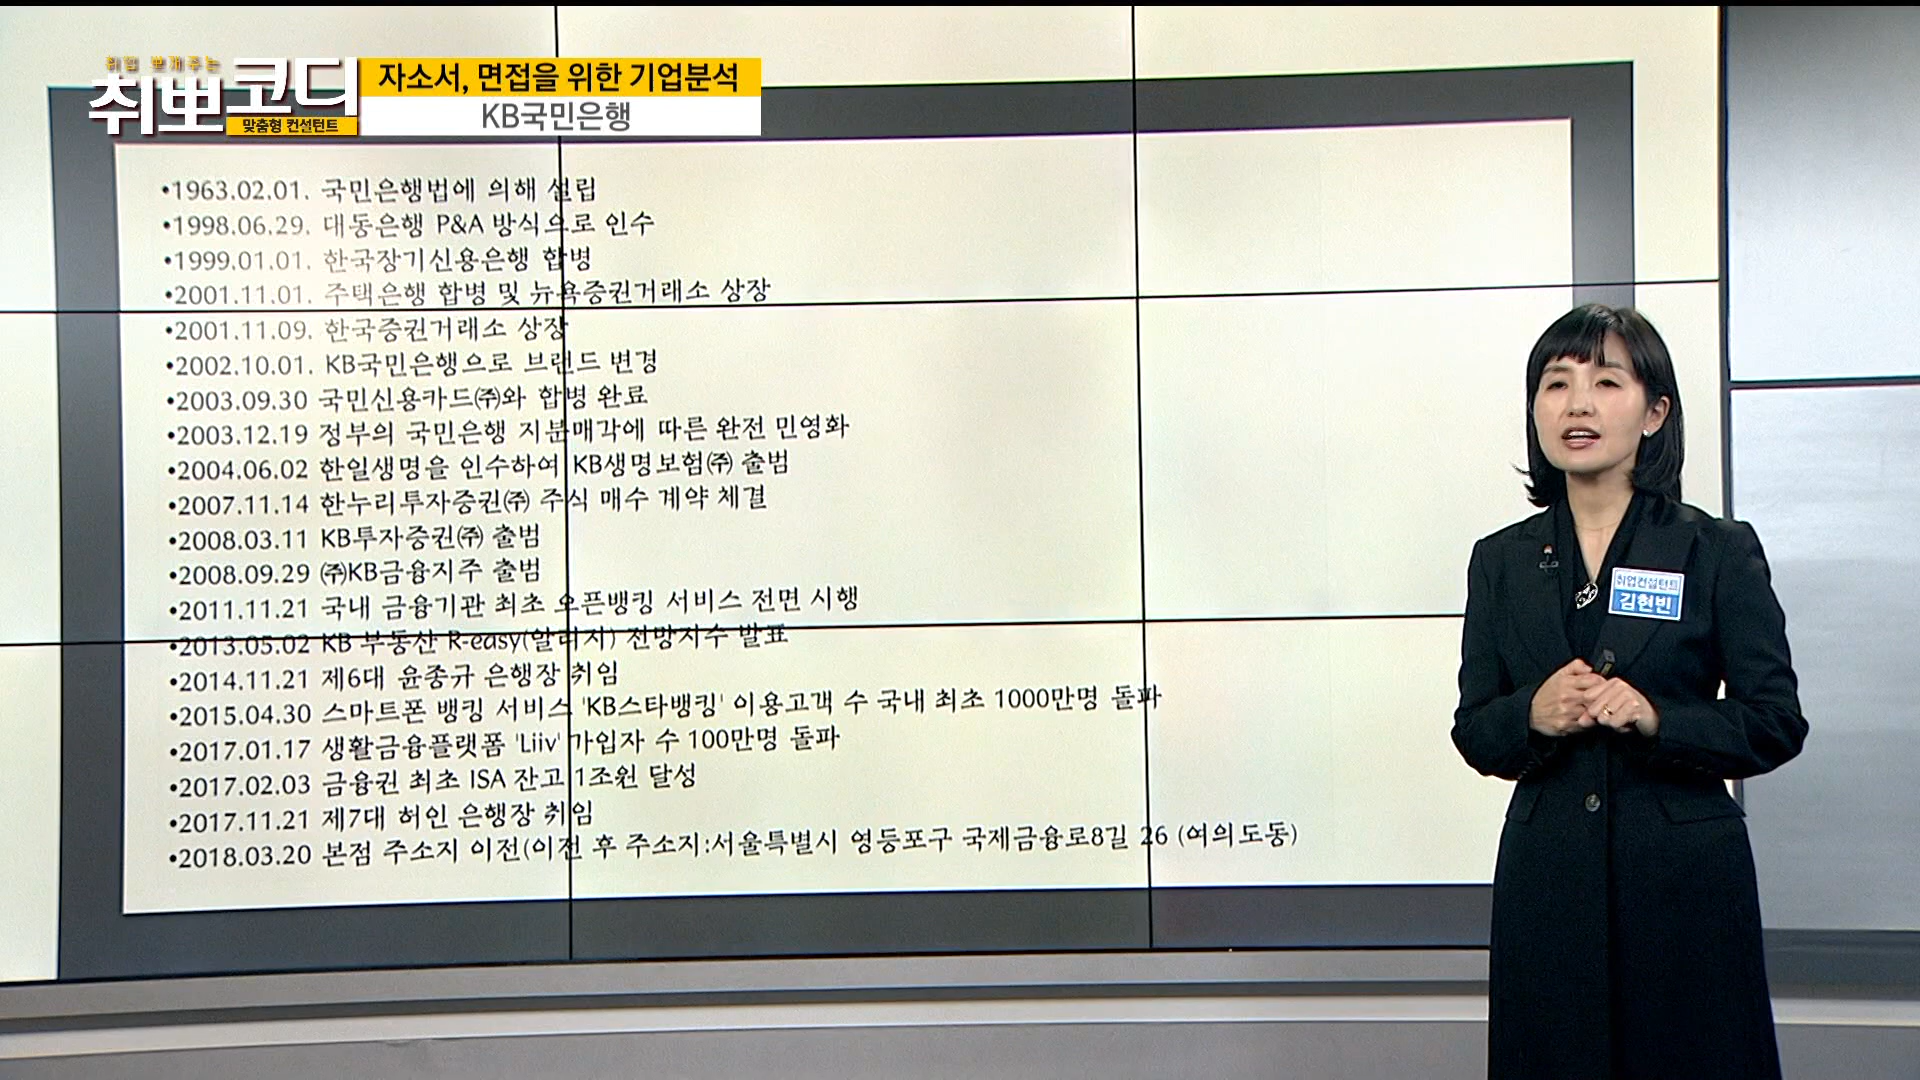 취업 뽀개주는
취뽀코디
맞춤형 컨설턴트
자소서, 면접을 위한 기업분석
KB국민은행
•1963.02.01. 국민은행법에 의해 설립
•1998.06.29. 대동은행 P&A 방식으로 인수
•1999.01.01. 한국장기신용은행 합병
•2001.11.01. 주택은행 합병 및 뉴욕증권거래소 상장
•2001.11.09. 한국증권거래소 상장
•2002.10.01. KB국민은행으로 브랜드 변경
•2003.09.30 국민신용카드㈜와 합병 완료
•2003.12.19 정부의 국민은행 지분매각에 따른 완전 민영화
•2004.06.02 한일생명을 인수하여 KB생명보험㈜ 출범
•2007.11.14 한누리투자증권㈜ 주식 매수 계약 체결
•2008.03.11 KB투자증권㈜ 출범
•2008.09.29 ㈜KB금융지주 출범
•2011.11.21 국내 금융기관 최초 오픈뱅킹 서비스 전면 시행
•2013.05.02 KB 부동산 R-easy(알리지) 전망지수 발표
•2014.11.21 제6대 윤종규 은행장 취임
•2015.04.30 스마트폰 뱅킹 서비스 'KB스타뱅킹' 이용고객 수 국내 최초 1000만명 돌파
•2017.01.17 생활금융플랫폼 'Liiv' 가입자 수 100만명 돌파
•2017.02.03 금융권 최초 ISA 잔고 1조원 달성
•2017.11.21 제7대 허인 은행장 취임
•2018.03.20 본점 주소지 이전(이전 후 주소지:서울특별시 영등포구 국제금융로8길 26 (여의도동)
취업컨설턴트
김현빈